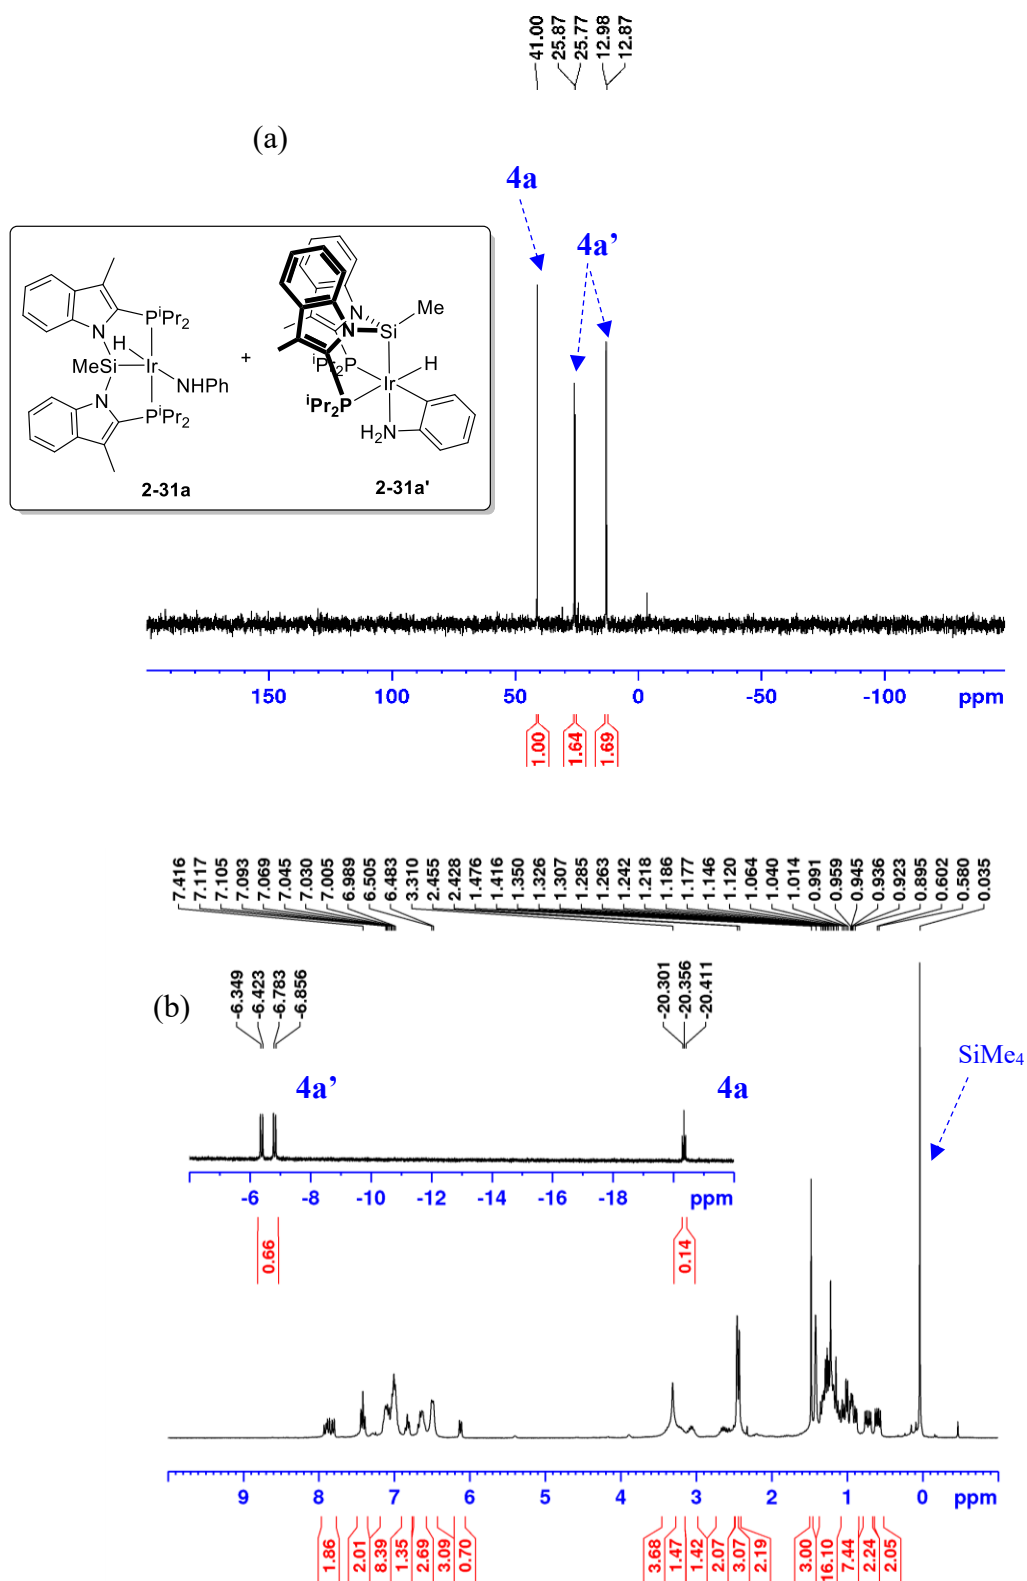 41.00
25.87
25.77
12.98
12.87
(a)
4a
4a’
Me
N
N
Si
PiPr2
H
N
MeSi
Ir
NHPh
N
PiPr2
+
iPr2P
H
Ir
iPr2P
H2N
2-31a
2-31a'
150 100 50 0 -50 -100 ppm
1.00
1.64
1.69
7.416
7.117
7.105
7.093
7.069
7.045
7.030
7.005
6.989
6.505
6.483
3.310
2.455
2.428
1.476
1.416
1.350
1.326
1.307
1.285
1.263
1.242
1.218
1.186
1.177
1.146
1.120
1.064
1.040
1.014
0.991
0.959
0.945
0.936
0.923
0.895
0.602
0.580
0.035
(b)
-6.349
-6.423
-6.783
-6.856
-20.301
-20.356
-20.411
4a’
4a
SiMe4
-6 -8 -10 -12 -14 -16 -18 ppm
0.66
0.14
9 8 7 6 5 4 3 2 1 0 ppm
1.86
2.01
8.39
1.35
2.69
3.09
0.70
3.68
1.47
1.42
2.07
3.07
2.19
3.00
16.10
7.44
2.24
2.05